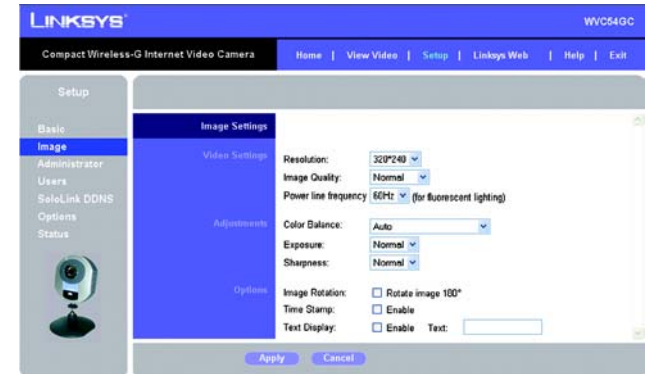 LINKSYS®
WVC54GC
Compact Wireless-G Internet Video Camera
Home | View Video | Setup | Linksys Web | Help | Exit
Setup
Basic
Image
Administrator
Users
SoloLink DDNS
Options
Status
Image Settings
Video Settings
Resolution: 320*240
Image Quality: Normal
Power line frequency 60Hz (for fluorescent lighting)
Adjustments
Color Balance: Auto
Exposure: Normal
Sharpness: Normal
Options
Image Rotation: Rotate image 180°
Time Stamp: Enable
Text Display: Enable Text:
Apply Cancel